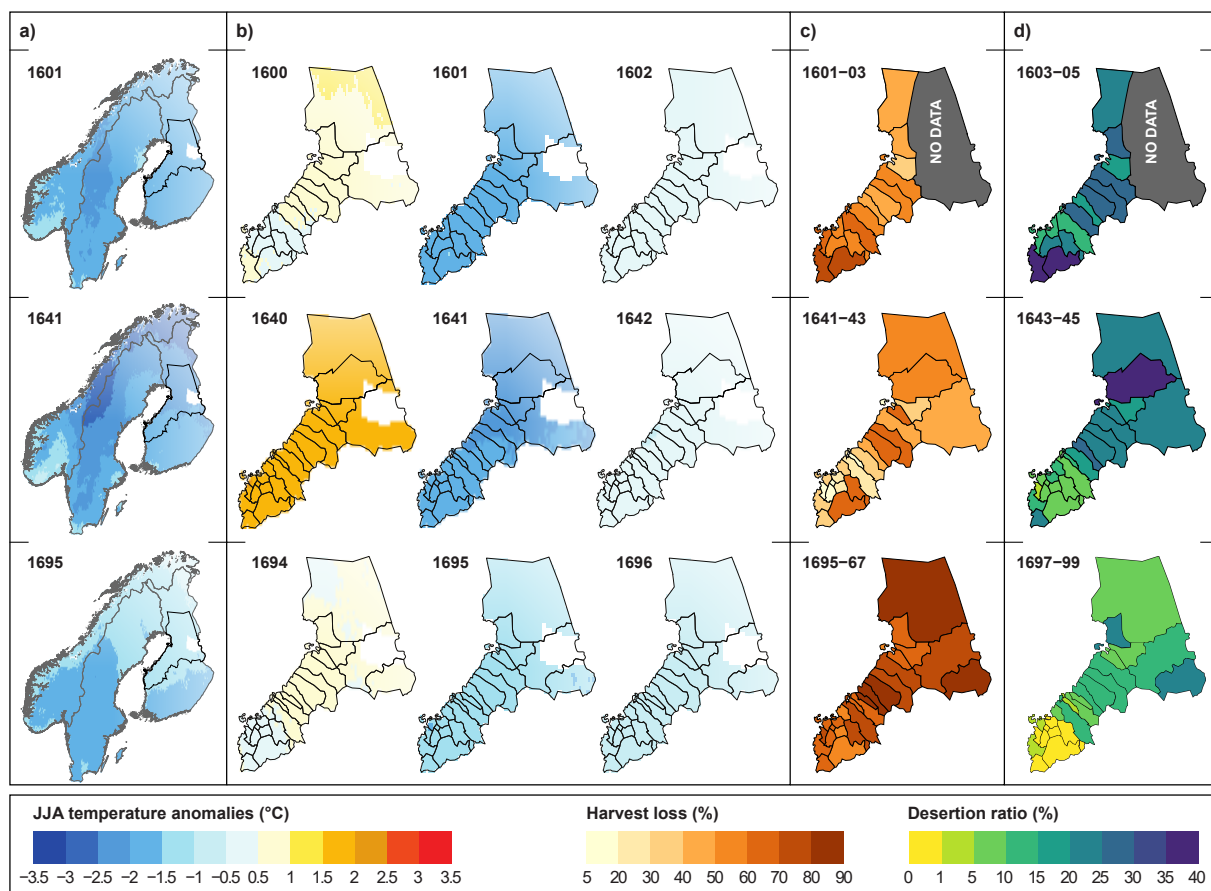 a) b) c) d)
1601 1600 1601 1602 1601–03 1603–05
NO DATA NO DATA
1641 1640 1641 1642 1641–43 1643–45
1695 1694 1695 1696 1695–67 1697–99
JJA temperature anomalies (°C) Harvest loss (%) Desertion ratio (%)
−3.5 −3 −2.5 −2 −1.5 −1 −0.5 0.5 1 1.5 2 2.5 3 3.5 5 20 30 40 50 60 70 80 90 0 1 5 10 15 20 25 30 35 40